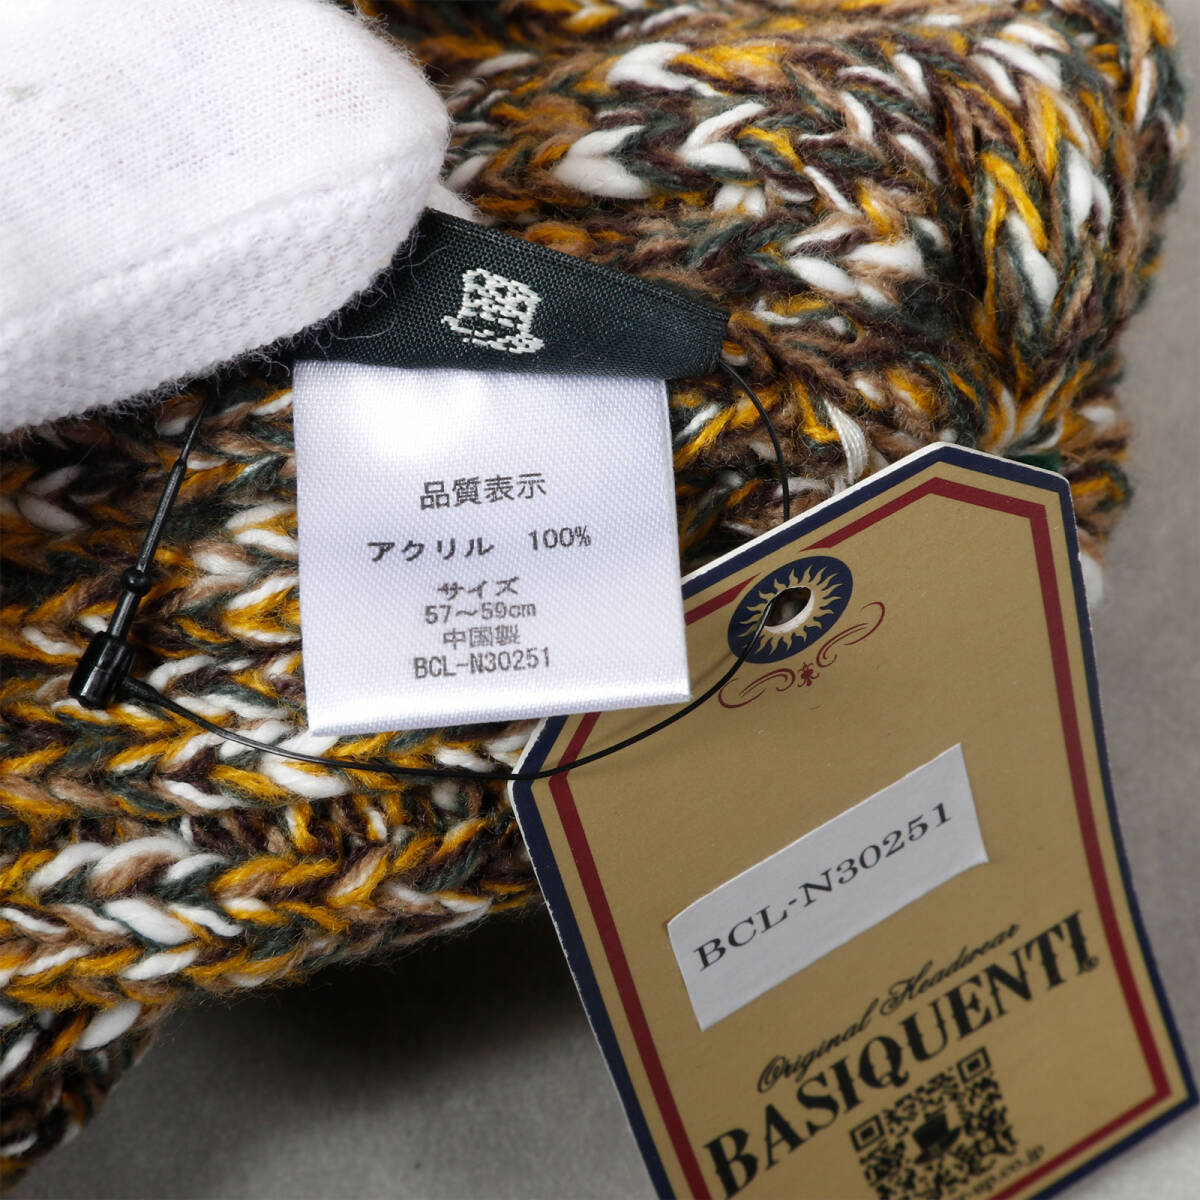 品質表示
アクリル 100%
サイズ
57～59cm
中国製
BCL-N30251
BCL-N30251
Original Headwear
BASIQUENTI